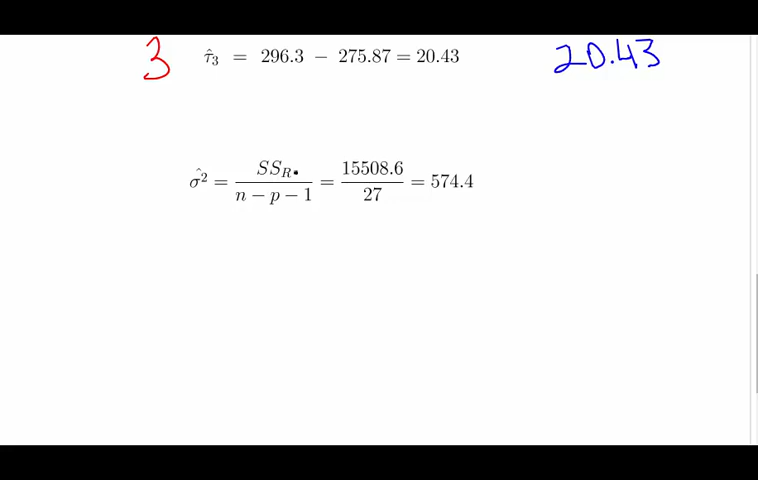 3 τ̂₃ = 296.3 − 275.87 = 20.43 20.43
σ̂² = SS_R / (n − p − 1) = 15508.6 / 27 = 574.4